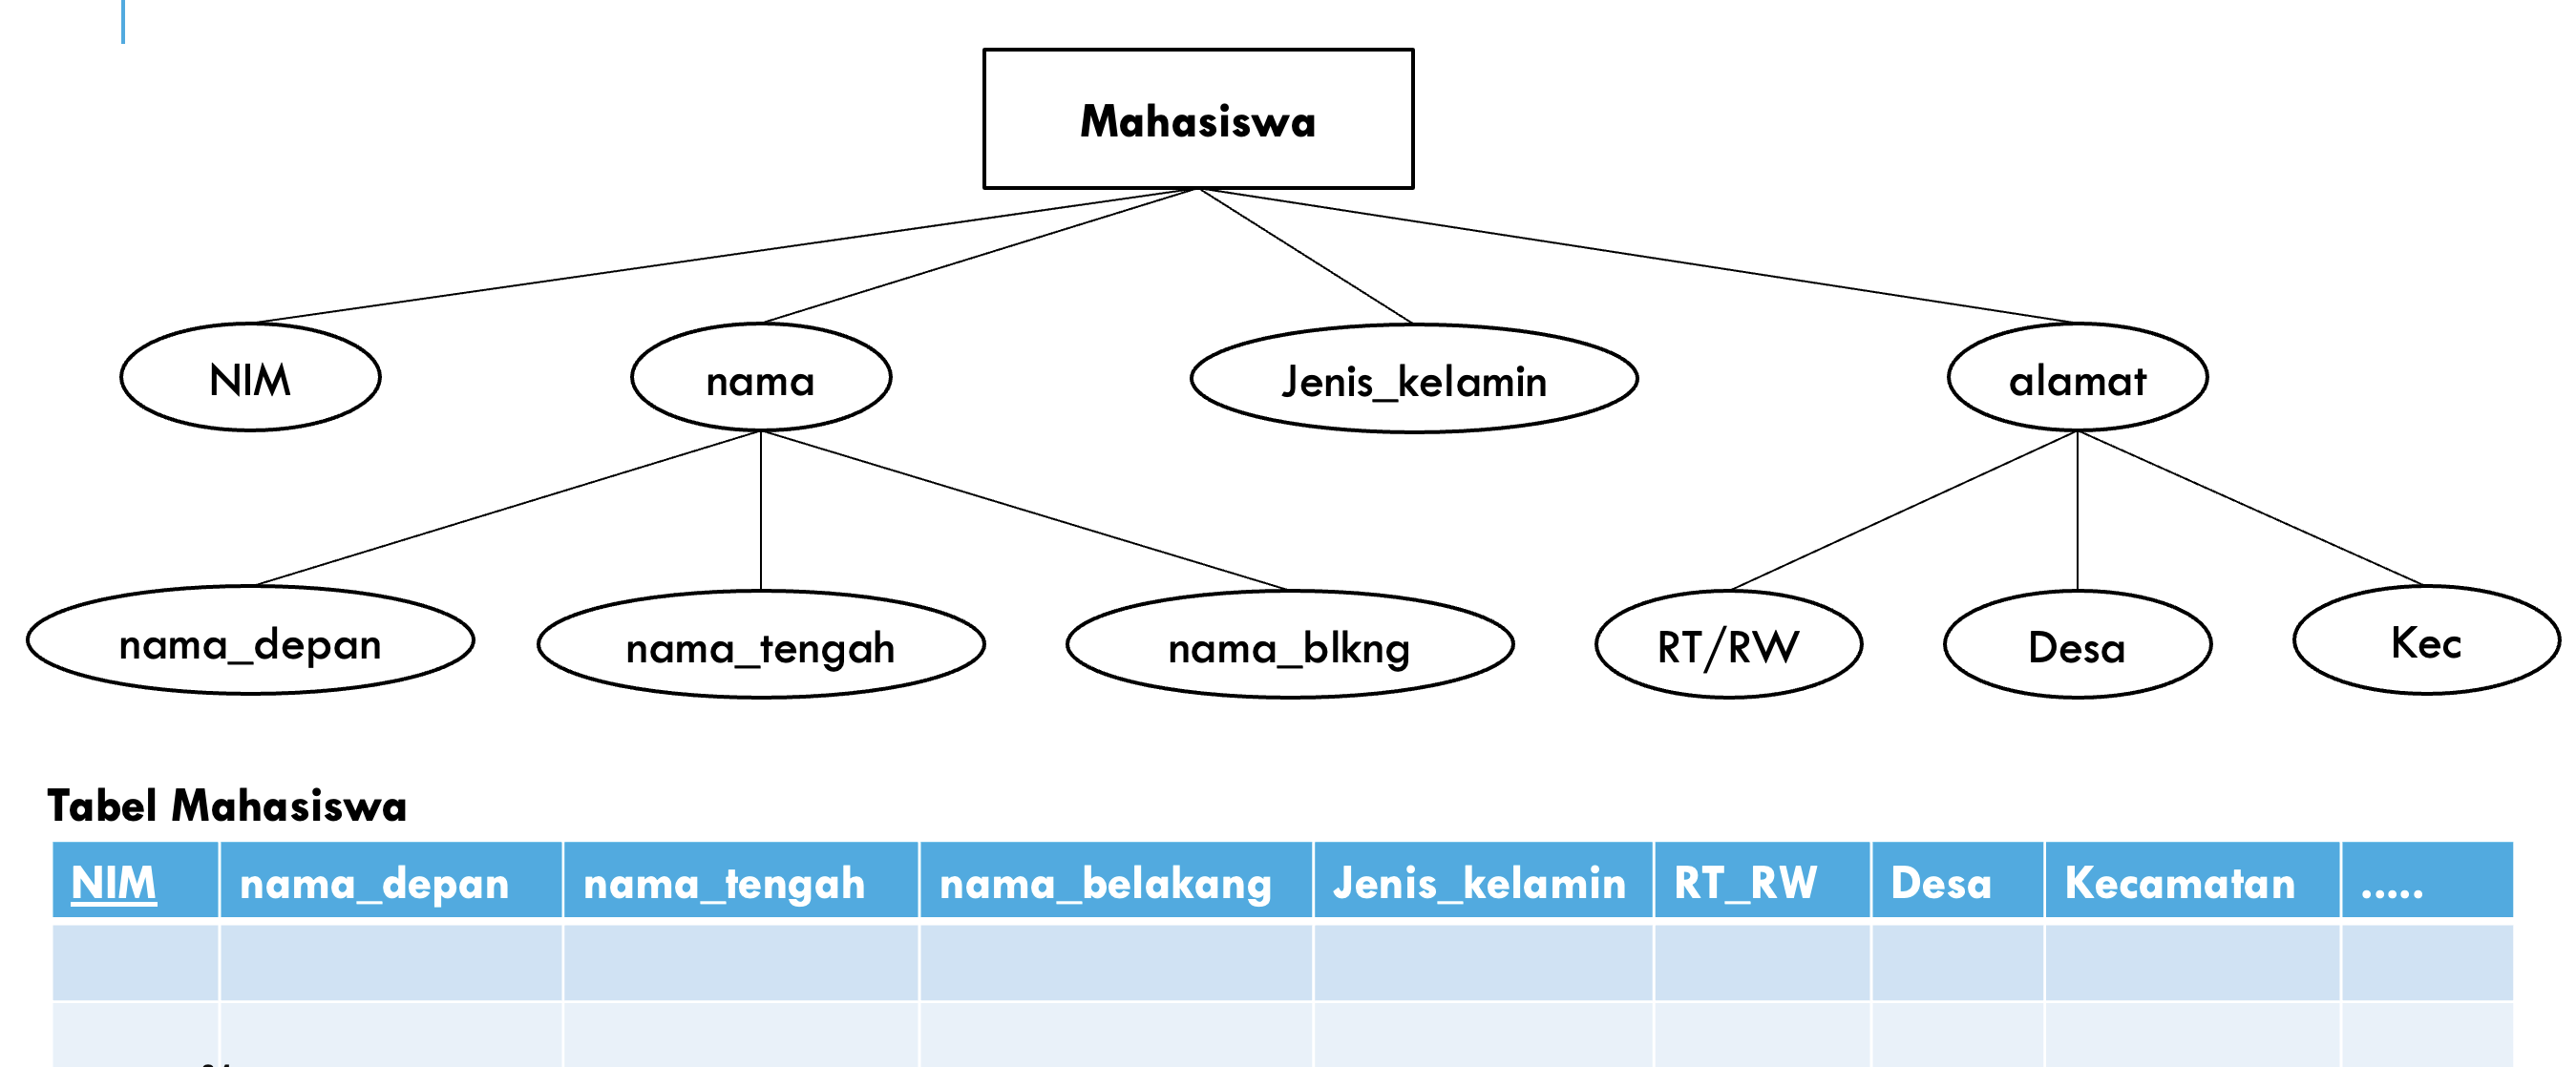 Mahasiswa
NIM nama Jenis_kelamin alamat
nama_depan nama_tengah nama_blkng RT/RW Desa Kec
Tabel Mahasiswa
NIM nama_depan nama_tengah nama_belakang Jenis_kelamin RT_RW Desa Kecamatan .....